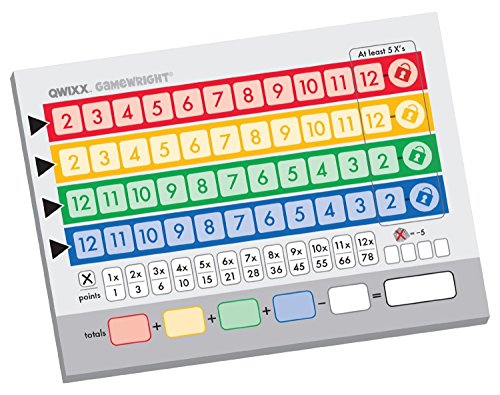 QWIXX GAMEWRIGHT®
At least 5 X's
2 3 4 5 6 7 8 9 10 11 12
2 3 4 5 6 7 8 9 10 11 12
12 11 10 9 8 7 6 5 4 3 2
12 11 10 9 8 7 6 5 4 3 2
X 1x 2x 3x 4x 5x 6x 7x 8x 9x 10x 11x 12x = -5
points 1 3 6 10 15 21 28 36 45 55 66 78
totals + + + - =